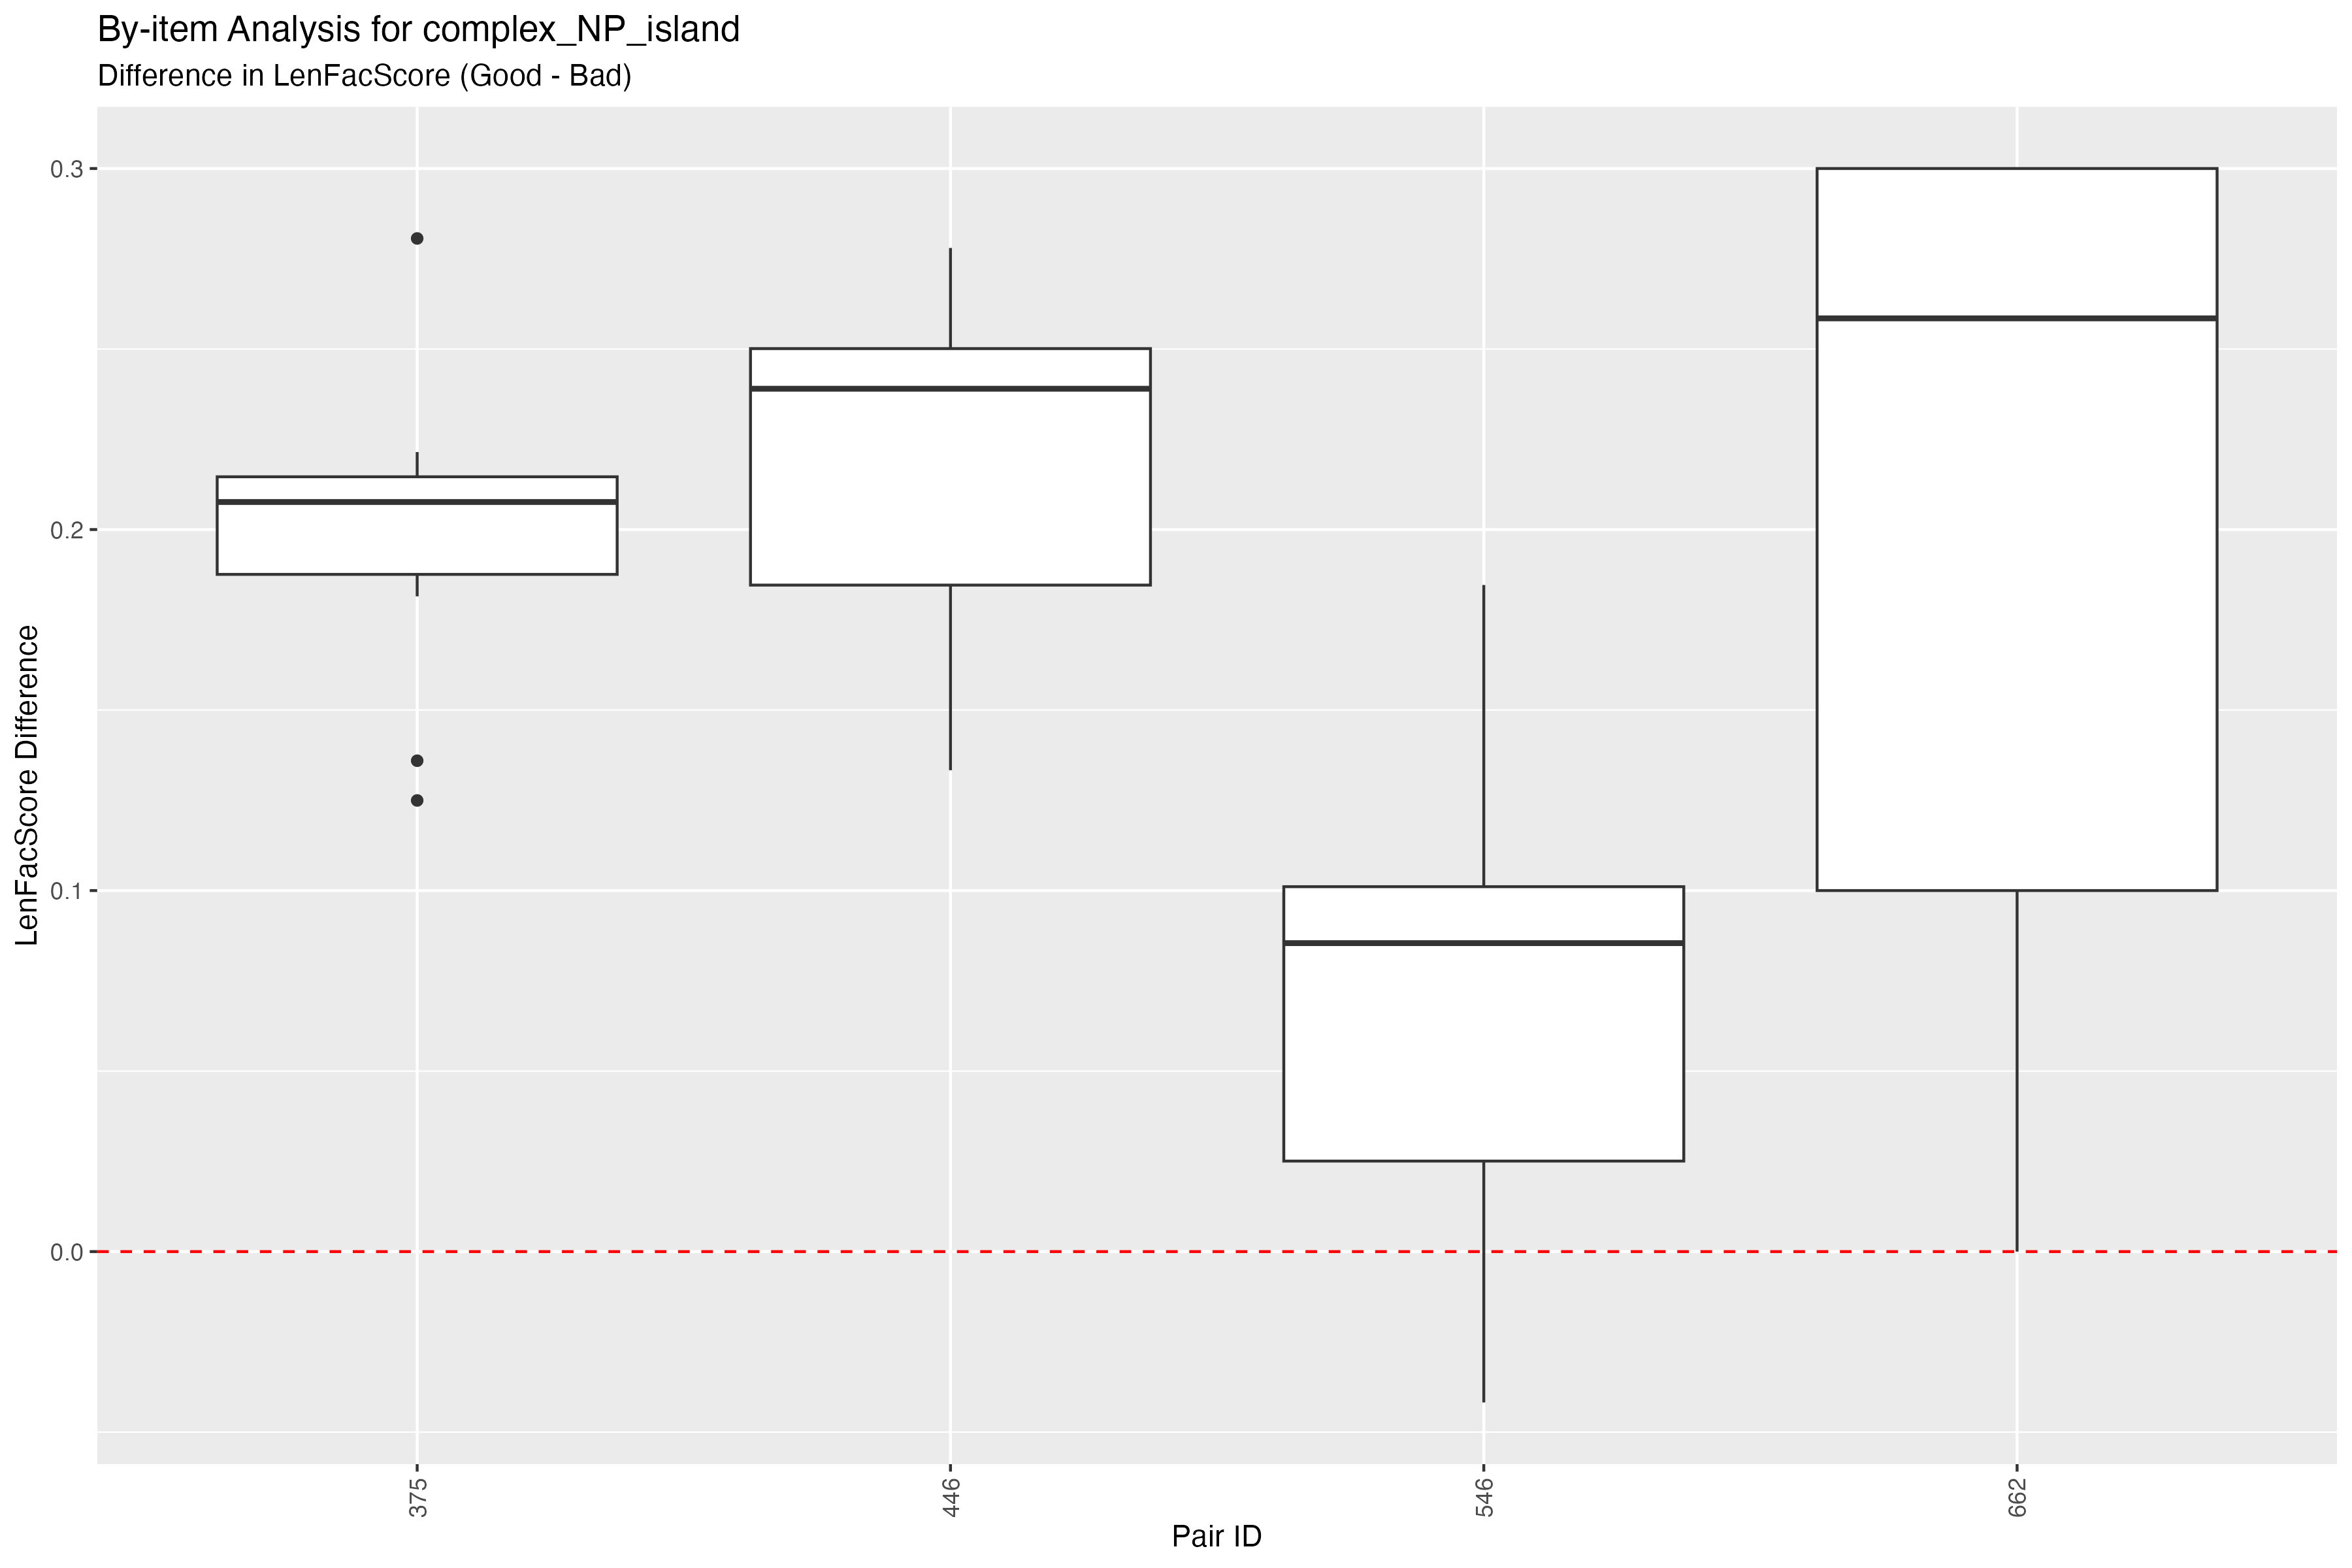 By-item Analysis for complex_NP_island
Difference in LenFacScore (Good - Bad)
LenFacScore Difference
0.3
0.2
0.1
0.0
375
446
546
662
Pair ID